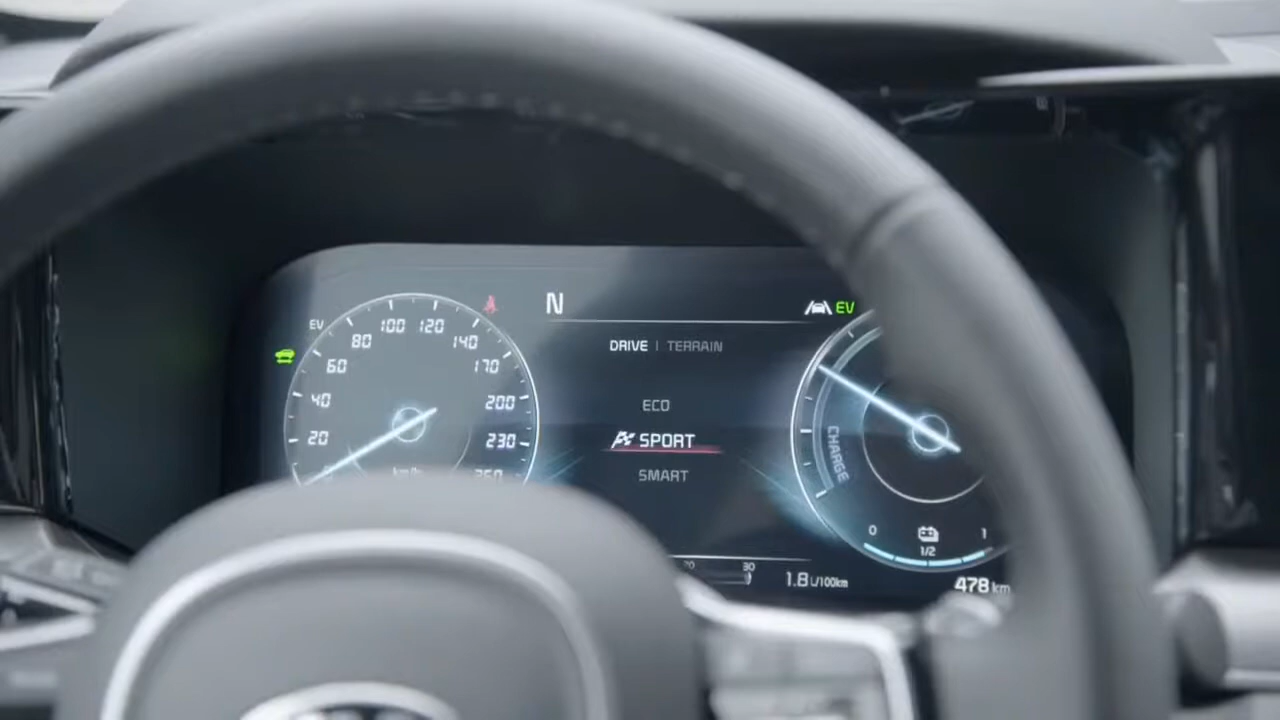 N
EV
DRIVE | TERRAIN
ECO
SPORT
SMART
EV
20
40
60
80
100
120
140
170
200
230
CHARGE
0
1/2
1
30
1.8 L/100km
478 km